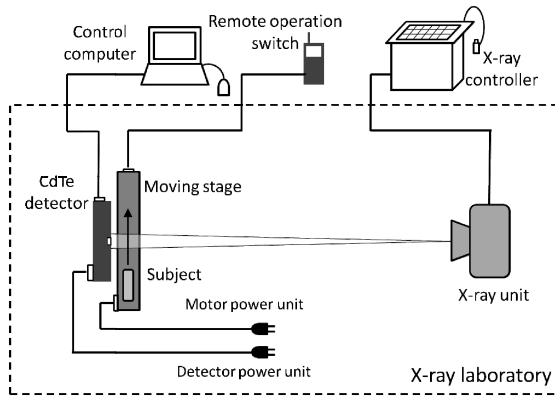 Control
computer
Remote operation
switch
X-ray
controller
CdTe
detector
Moving stage
Subject
X-ray unit
Motor power unit
Detector power unit
X-ray laboratory